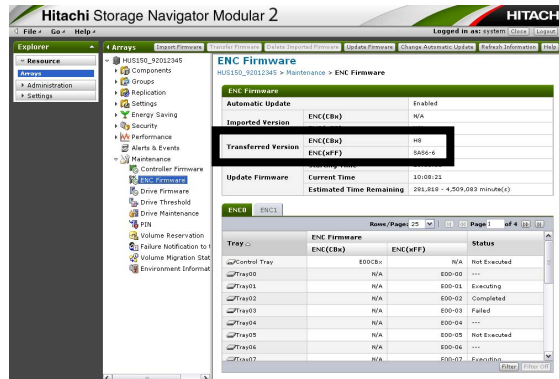 Hitachi Storage Navigator Modular 2
HITACH
File Go Help
Logged in as: system Close Logout
Explorer
Arrays Import Firmware Transfer Firmware Delete Imported Firmware Update Firmware Change Automatic Update Refresh Information Help
Resource
Arrays
Administration
Settings
HUS150_92012345
Components
Groups
Replication
Settings
Energy Saving
Security
Performance
Alerts & Events
Maintenance
Controller Firmware
ENC Firmware
Drive Firmware
Drive Threshold
Drive Maintenance
PIN
Volume Reservation
Failure Notification to t
Volume Migration Stat
Environment Informat
ENC Firmware
HUS150_92012345 > Maintenance > ENC Firmware
ENC Firmware
Automatic Update Enabled
Imported Version ENC(CBx) N/A
Transferred Version ENC(CBx) H8
ENC(xFF) SAS6-6
Update Firmware Current Time 10:08:21
Estimated Time Remaining 281,818 - 4,509,083 minute(s)
ENC0 ENC1
Rows/Page: 25 Page 1 of 4
Tray ENC Firmware Status
ENC(CBx) ENC(xFF)
Control Tray E00CBx N/A Not Executed
Tray00 N/A E00-00 ---
Tray01 N/A E00-01 Executing
Tray02 N/A E00-02 Completed
Tray03 N/A E00-03 Failed
Tray04 N/A E00-04 ---
Tray05 N/A E00-05 Not Executed
Tray06 N/A E00-06 ---
Tray07 N/A E00-07 Executing
Filter Filter Off